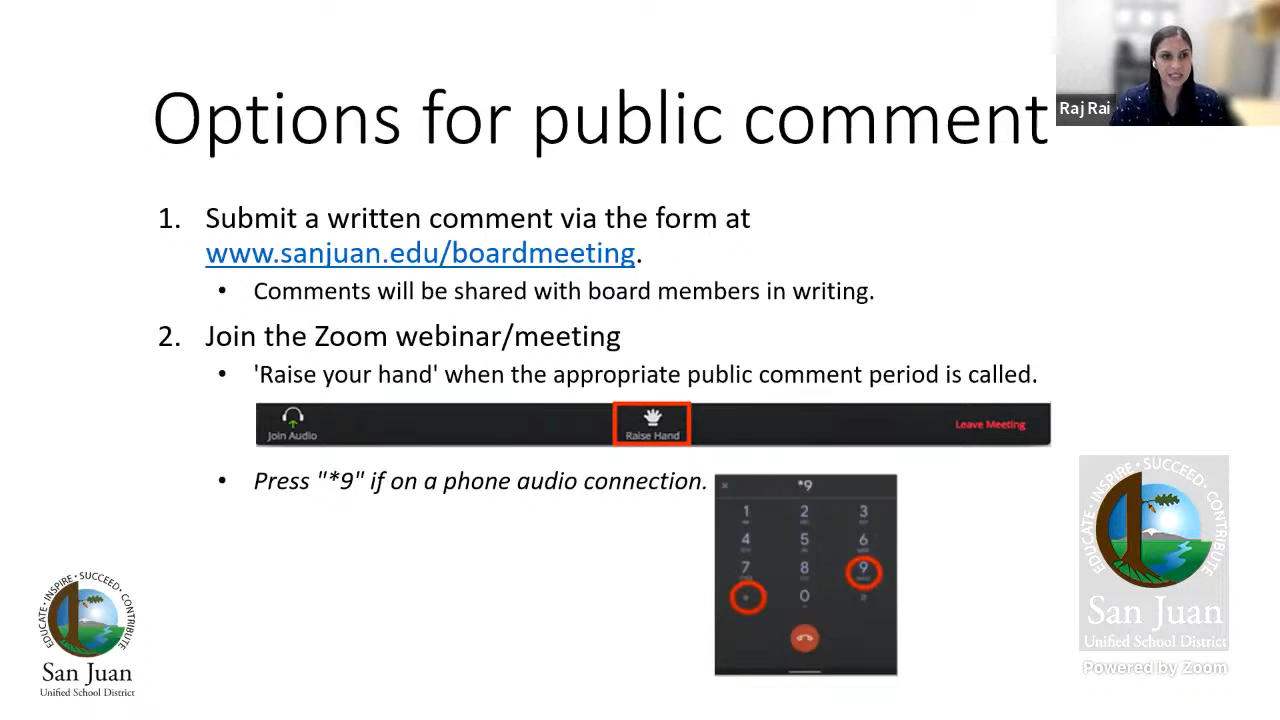 Options for public comment
Raj Rai
1. Submit a written comment via the form at
www.sanjuan.edu/boardmeeting.
• Comments will be shared with board members in writing.
2. Join the Zoom webinar/meeting
• 'Raise your hand' when the appropriate public comment period is called.
Join Audio
Raise Hand
Leave Meeting
• Press "*9" if on a phone audio connection.
*9
1 2 3
4 5 6
7 8 9
* 0
EDUCATE · INSPIRE · SUCCEED · CONTRIBUTE
San Juan
Unified School District
EDUCATE · INSPIRE · SUCCEED · CONTRIBUTE
San Juan
Unified School District
Powered by Zoom